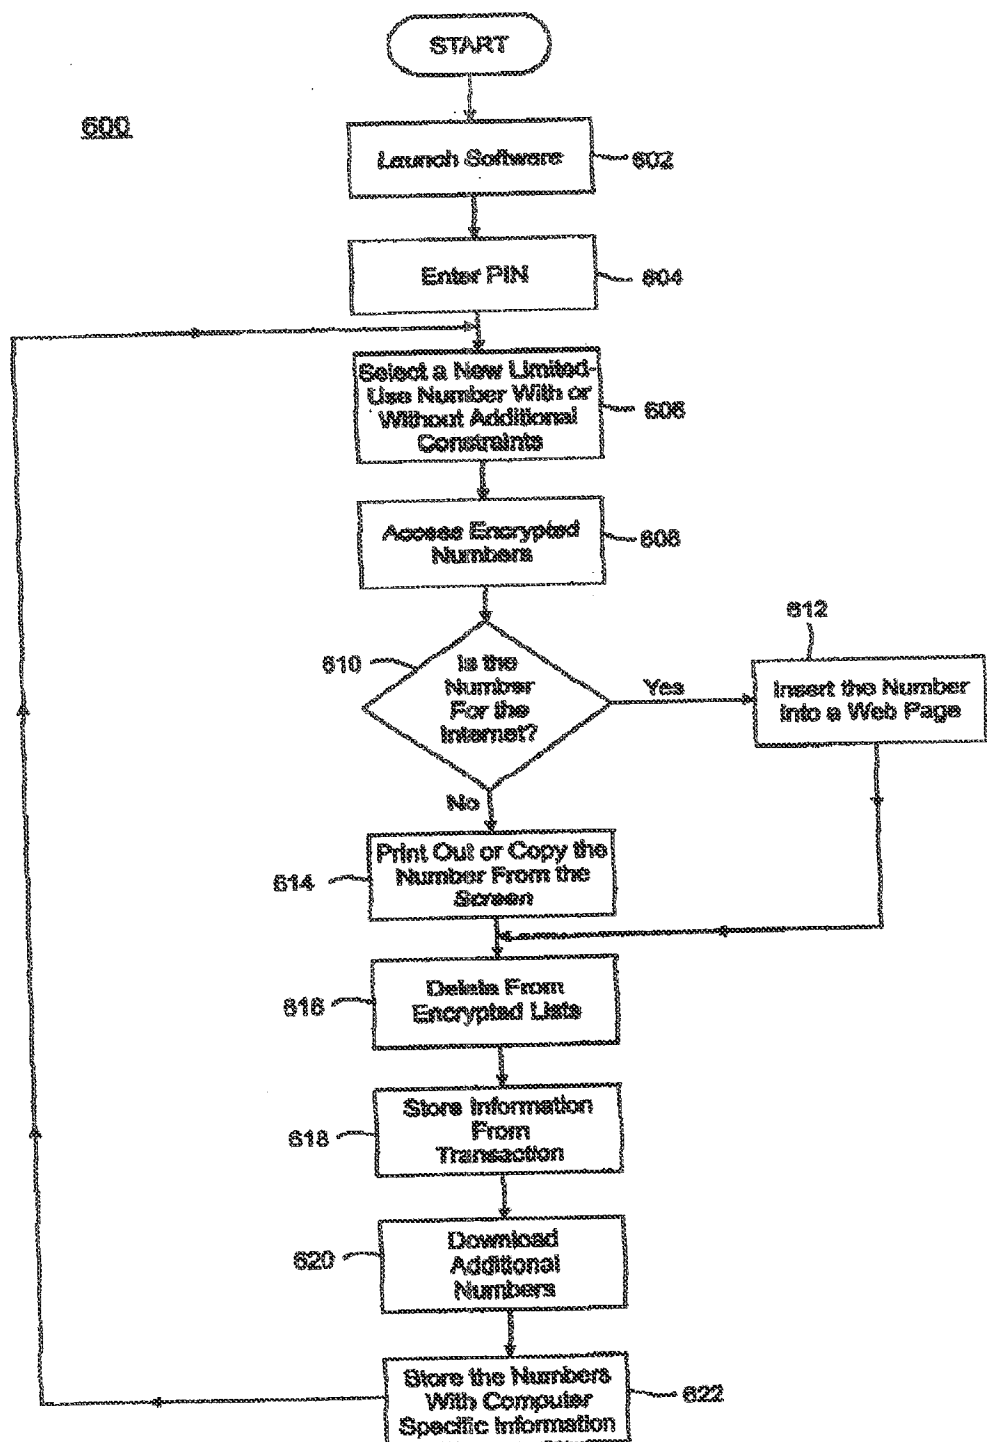 START
600
Launch Software
602
Enter PIN
604
Select a New Limited-
Use Number With or
Without Additional
Constraints
606
Access Encrypted
Numbers
608
612
610
Is the
Number
For the
Internet?
Yes
Insert the Number
into a Web Page
No
Print Out or Copy the
Number From the
Screen
614
Delete From
Encrypted Lists
616
Store Information
From
Transaction
618
Download
Additional
Numbers
620
Store the Numbers
With Computer
Specific Information
622